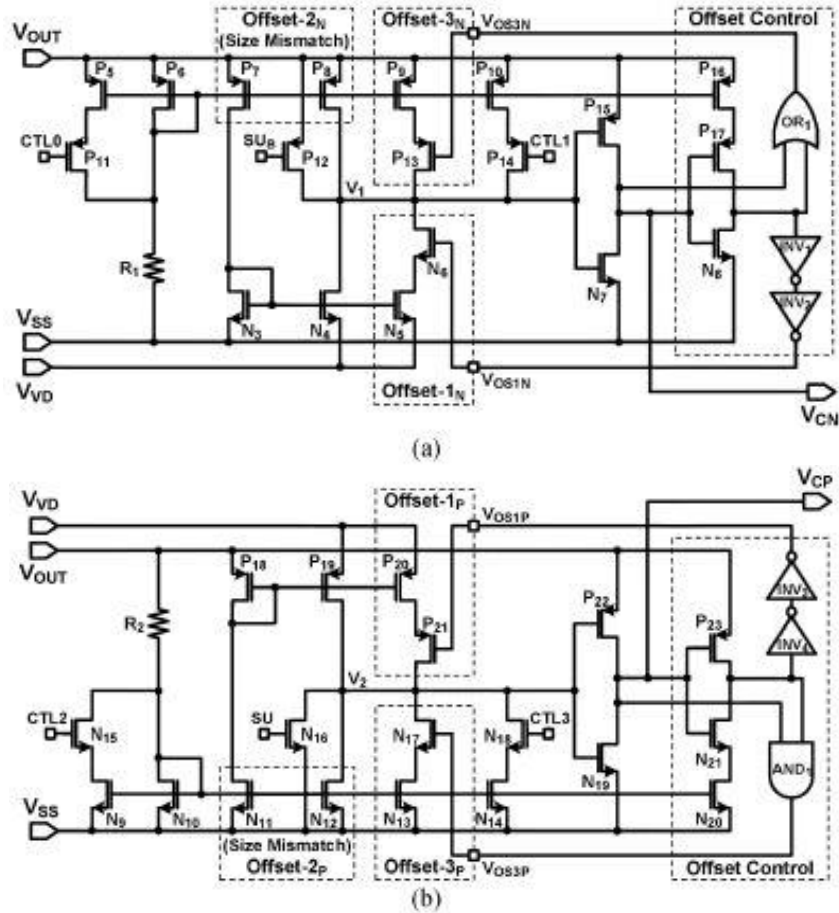 Offset-2N
(Size Mismatch)
Offset-3N
VOS3N
Offset Control
VOUT
P5
P6
P7
P8
P9
P10
P15
P16
OR1
CTL0
P11
SUB
P12
P13
P14
CTL1
P17
V1
R1
N6
N7
N8
INV1
INV2
VSS
N3
N4
N5
VVD
Offset-1N
VOS1N
VCN
(a)
VCP
VVD
Offset-1P
VOS1P
VOUT
P18
P19
P20
P21
P22
P23
INV4
R2
V2
CTL2
N15
SU
N16
N17
N18
CTL3
N19
N21
AND1
VSS
N9
N10
N11
N12
N13
N14
N20
(Size Mismatch)
Offset-2P
Offset-3P
VOS3P
Offset Control
(b)